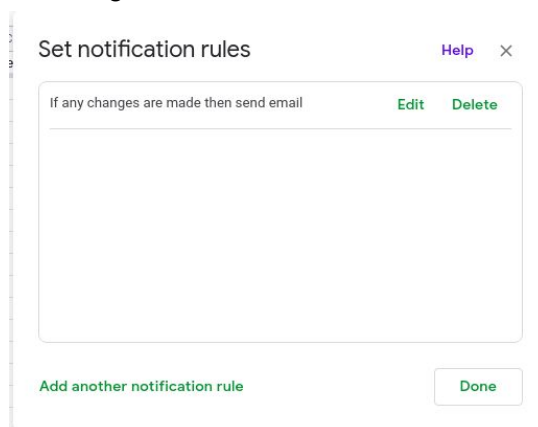 Set notification rules Help ×
If any changes are made then send email Edit Delete
Add another notification rule Done